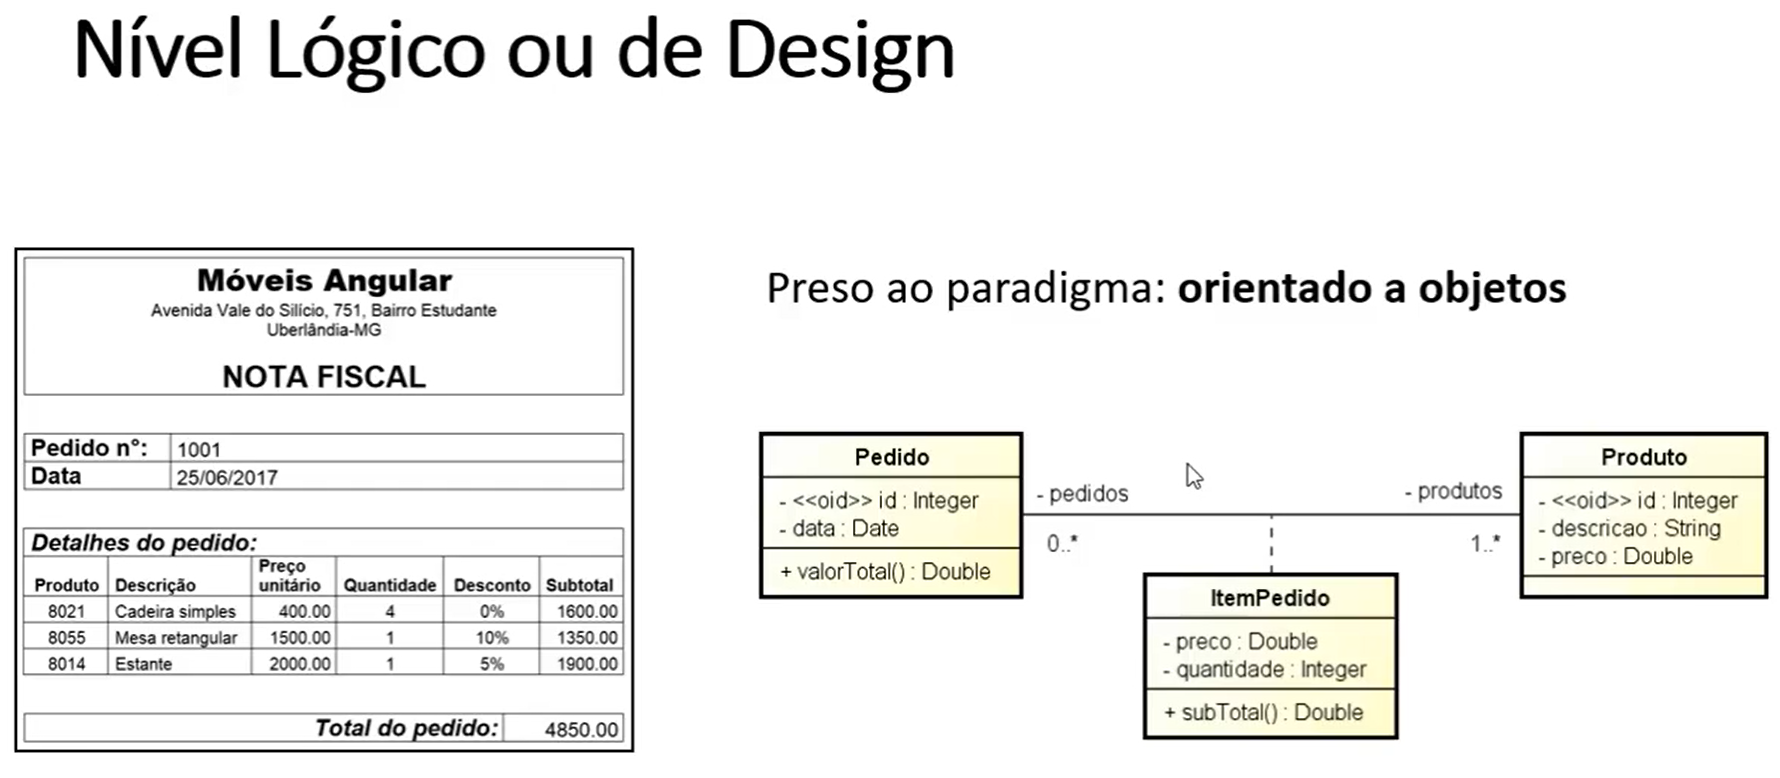 Nível Lógico ou de Design
Móveis Angular
Avenida Vale do Silício, 751, Bairro Estudante
Uberlândia-MG
NOTA FISCAL
Pedido n°: 1001
Data 25/06/2017
Detalhes do pedido:
Produto Descrição Preço unitário Quantidade Desconto Subtotal
8021 Cadeira simples 400.00 4 0% 1600.00
8055 Mesa retangular 1500.00 1 10% 1350.00
8014 Estante 2000.00 1 5% 1900.00
Total do pedido: 4850.00
Preso ao paradigma: orientado a objetos
Pedido
- <<oid>> id : Integer
- data : Date
+ valorTotal() : Double
- pedidos
0..*
- produtos
1..*
Produto
- <<oid>> id : Integer
- descricao : String
- preco : Double
ItemPedido
- preco : Double
- quantidade : Integer
+ subTotal() : Double